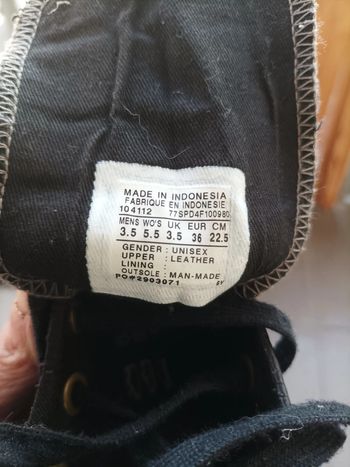 MADE IN INDONESIA
FABRIQUE EN INDONESIE
104112 77SPD4F100980
MENS WO'S UK EUR CM
3.5 5.5 3.5 36 22.5
GENDER : UNISEX
UPPER : LEATHER
LINING :
OUTSOLE : MAN-MADE
PO#2903071 SY